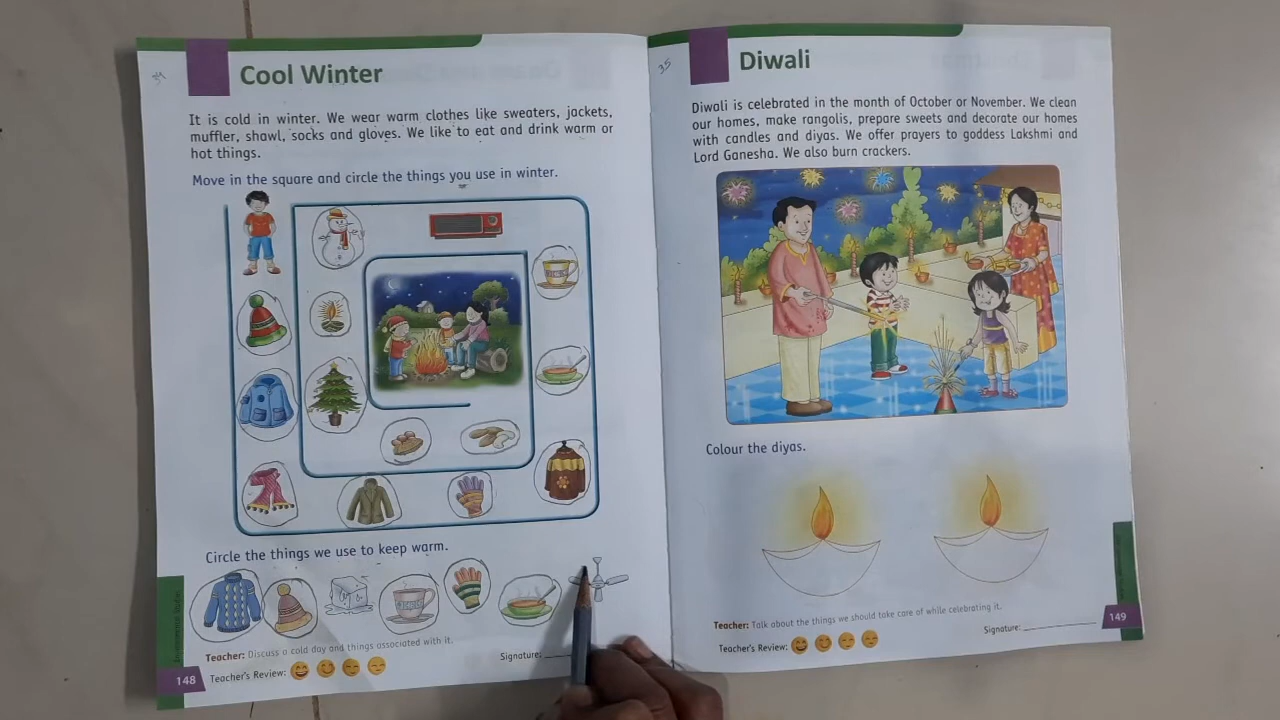 34
Cool Winter
It is cold in winter. We wear warm clothes like sweaters, jackets,
muffler, shawl, socks and gloves. We like to eat and drink warm or
hot things.
Move in the square and circle the things you use in winter.
Circle the things we use to keep warm.
Teacher: Discuss a cold day and things associated with it.
Signature:
148
Teacher's Review:
Environmental Studies
35
Diwali
Diwali is celebrated in the month of October or November. We clean
our homes, make rangolis, prepare sweets and decorate our homes
with candles and diyas. We offer prayers to goddess Lakshmi and
Lord Ganesha. We also burn crackers.
Colour the diyas.
Teacher: Talk about the things we should take care of while celebrating it.
Signature:
Teacher's Review:
149